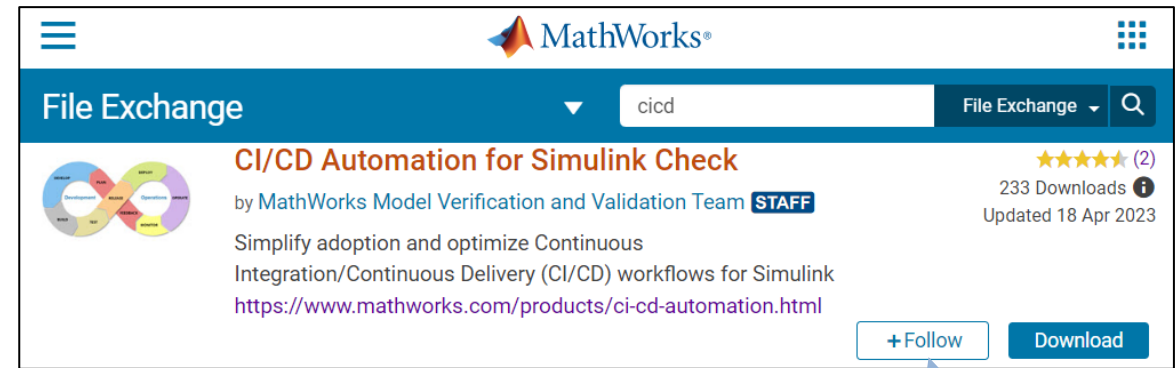 MathWorks®
File Exchange
cicd
File Exchange
CI/CD Automation for Simulink Check
by MathWorks Model Verification and Validation Team STAFF
(2)
233 Downloads
Updated 18 Apr 2023
Simplify adoption and optimize Continuous
Integration/Continuous Delivery (CI/CD) workflows for Simulink
https://www.mathworks.com/products/ci-cd-automation.html
+Follow
Download